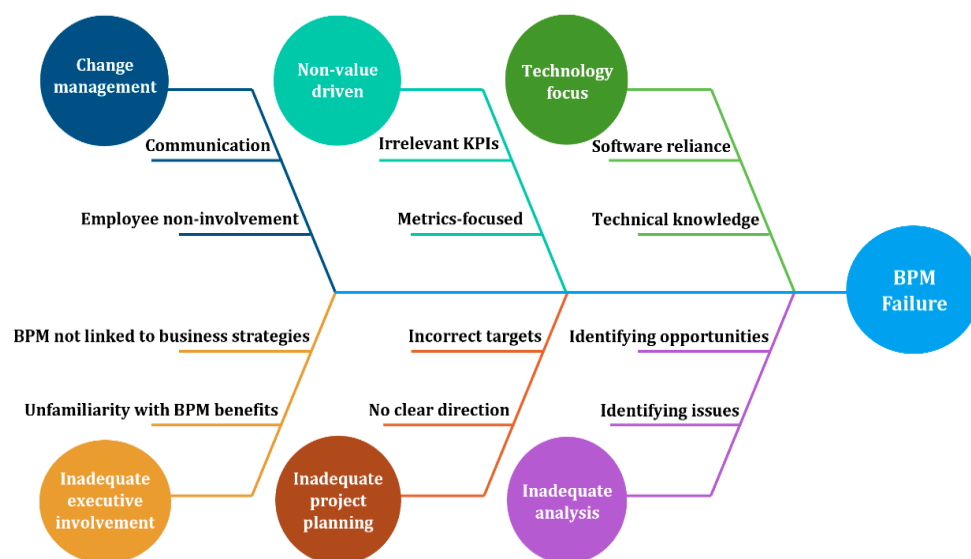 Change
management
Non-value
driven
Technology
focus
Communication
Irrelevant KPIs
Software reliance
Employee non-involvement
Metrics-focused
Technical knowledge
BPM
Failure
BPM not linked to business strategies
Incorrect targets
Identifying opportunities
Unfamiliarity with BPM benefits
No clear direction
Identifying issues
Inadequate
executive
involvement
Inadequate
project
planning
Inadequate
analysis